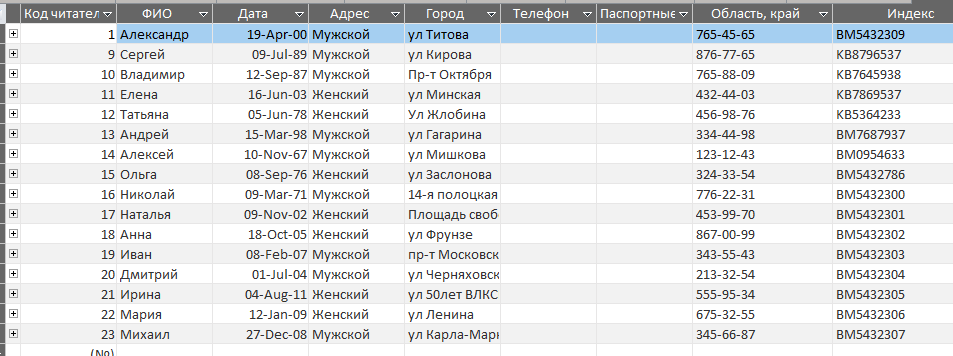 Код читател ФИО Дата Адрес Город Телефон Паспортные Область, край Индекс
1 Александр 19-Apr-00 Мужской ул Титова 765-45-65 BM5432309
9 Сергей 09-Jul-89 Мужской ул Кирова 876-77-65 KB8796537
10 Владимир 12-Sep-87 Мужской Пр-т Октября 765-88-09 KB7645938
11 Елена 16-Jun-03 Женский ул Минская 432-44-03 KB7869537
12 Татьяна 05-Jun-78 Женский Ул Жлобина 456-98-76 KB5364233
13 Андрей 15-Mar-98 Мужской ул Гагарина 334-44-98 BM7687937
14 Алексей 10-Nov-67 Мужской ул Мишкова 123-12-43 BM0954633
15 Ольга 08-Sep-76 Женский ул Заслонова 324-33-54 BM5432786
16 Николай 09-Mar-71 Мужской 14-я полоцкая 776-22-31 BM5432300
17 Наталья 09-Nov-02 Женский Площадь своб 453-99-70 BM5432301
18 Анна 18-Oct-05 Женский ул Фрунзе 867-00-99 BM5432302
19 Иван 08-Feb-07 Мужской пр-т Московск 343-55-43 BM5432303
20 Дмитрий 01-Jul-04 Мужской ул Черняховск 213-32-54 BM5432304
21 Ирина 04-Aug-11 Женский ул 50лет ВЛКС 555-95-34 BM5432305
22 Мария 12-Jan-09 Женский ул Ленина 675-32-55 BM5432306
23 Михаил 27-Dec-08 Мужской ул Карла-Марк 345-66-87 BM5432307
(№)